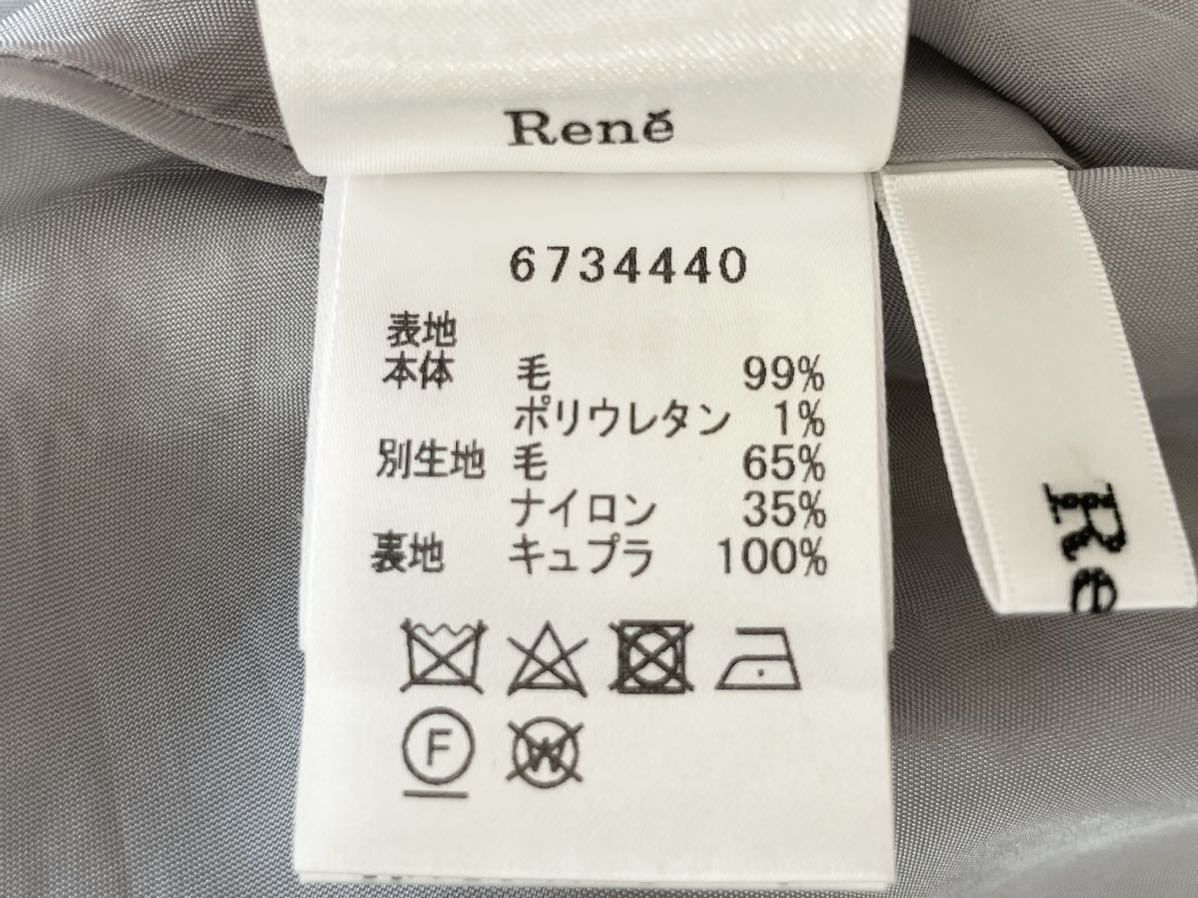 René
6734440
表地
本体 毛 99%
ポリウレタン 1%
別生地 毛 65%
ナイロン 35%
裏地 キュプラ 100%
F
W
Re